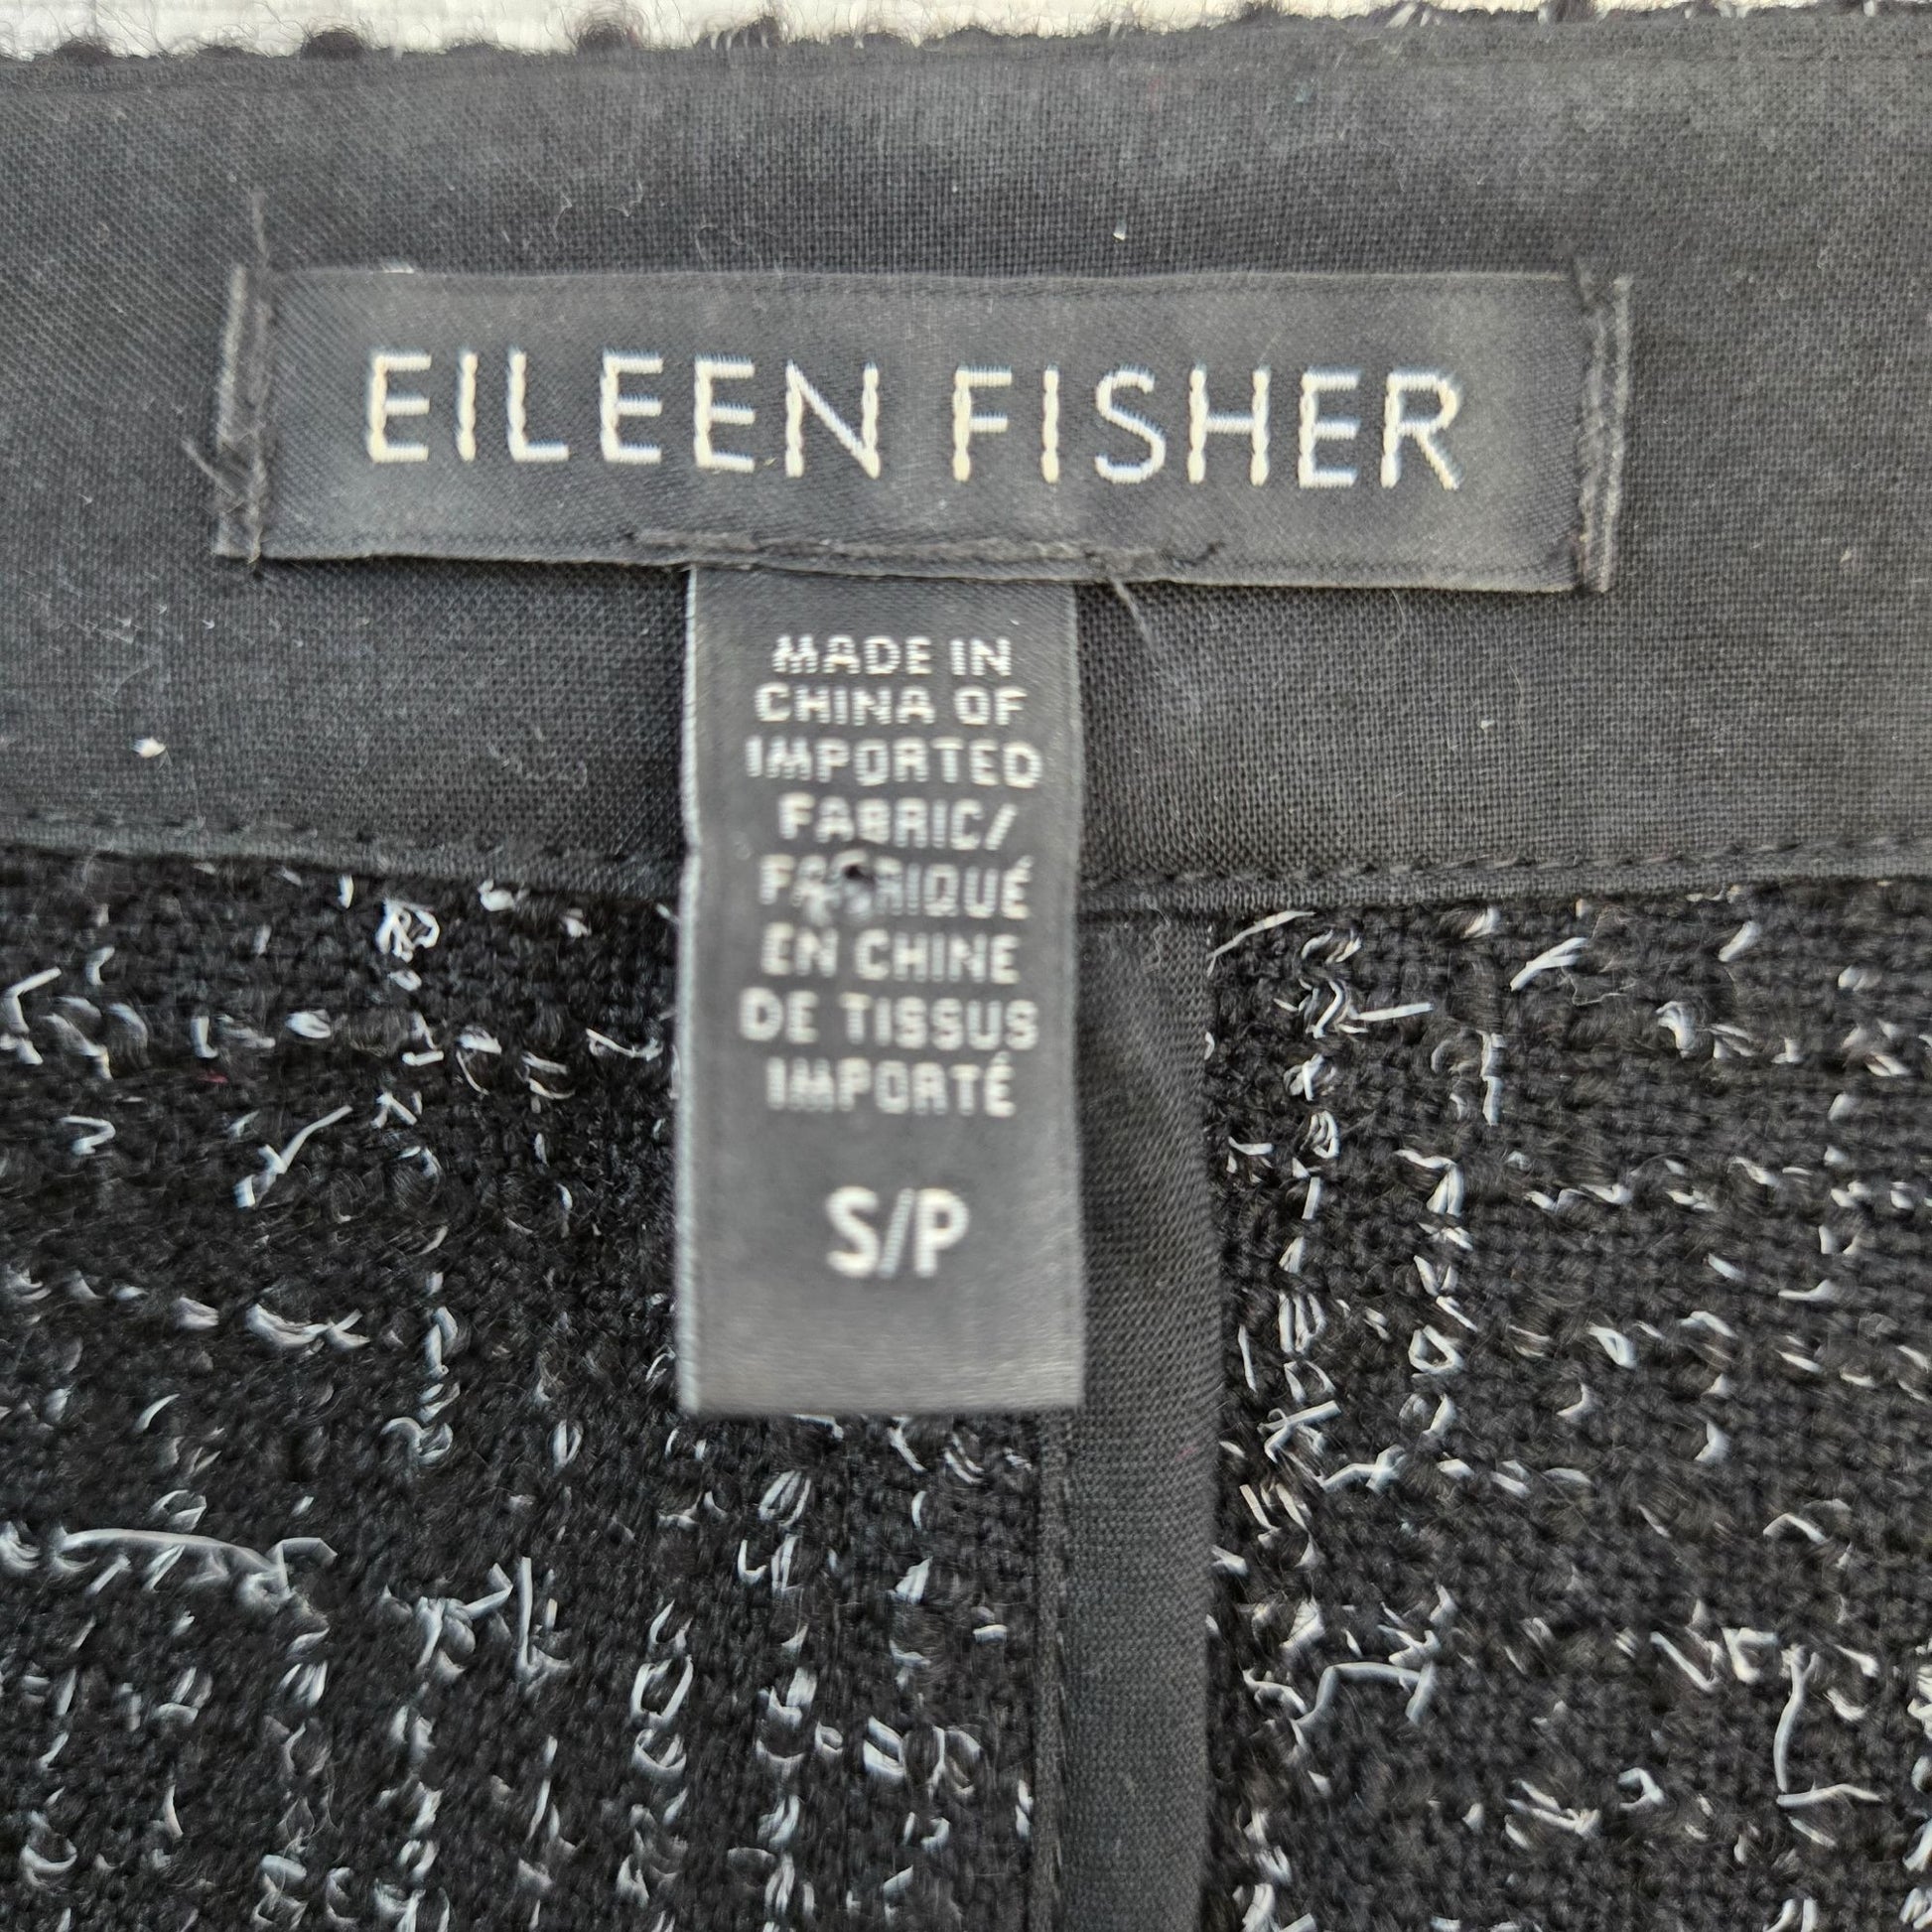 EILEEN FISHER
MADE IN
CHINA OF
IMPORTED
FABRIC/
FABRIQUÉ
EN CHINE
DE TISSUS
IMPORTÉ
S/P